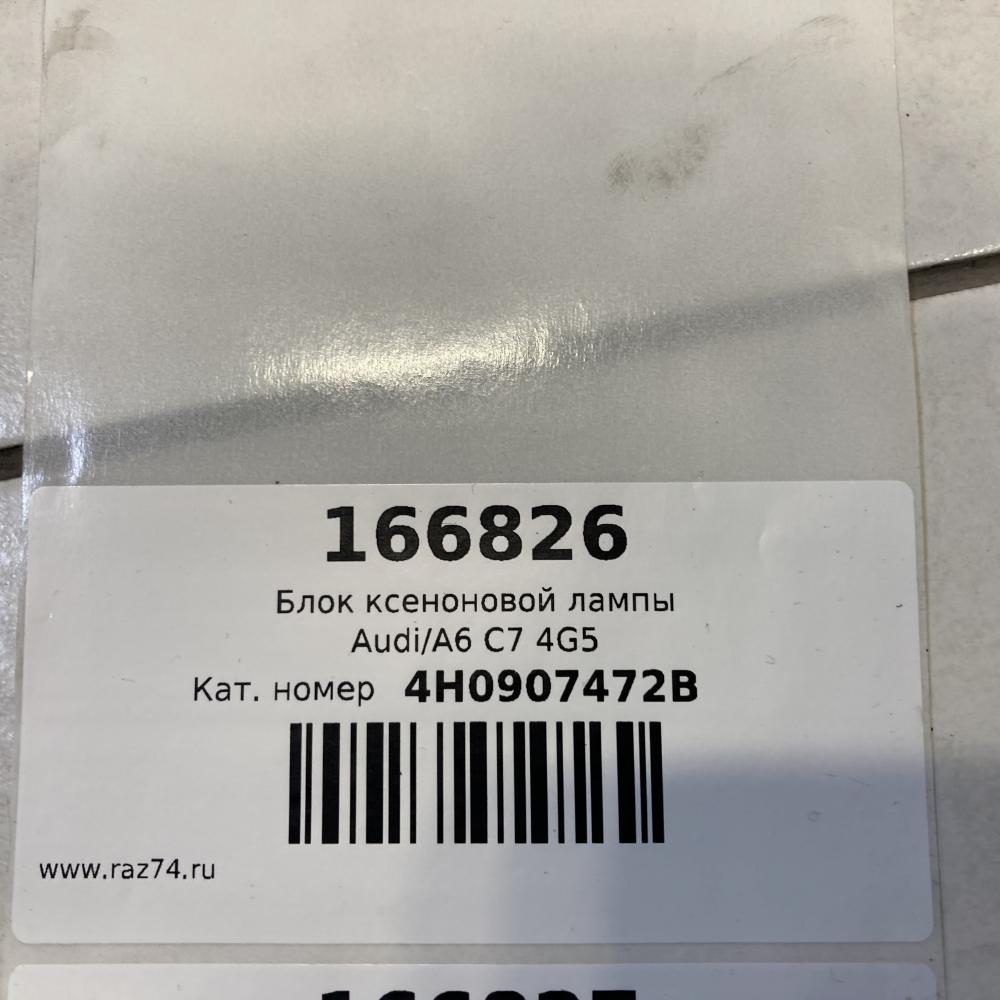 166826
Блок ксеноновой лампы
Audi/A6 C7 4G5
Кат. номер 4H0907472B
www.raz74.ru